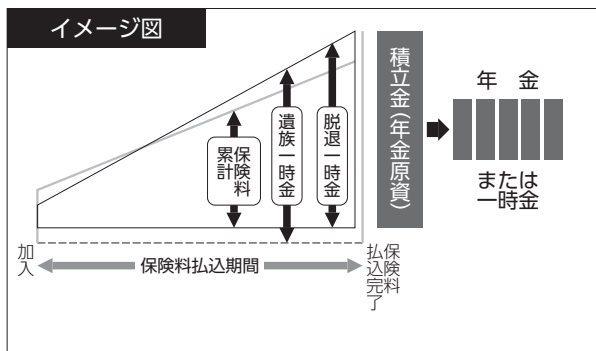 イメージ図
保険料
累計
遺族一時金
脱退一時金
積立金(年金原資)
年 金
または
一時金
加入
保険料払込期間
保険料
払込完了